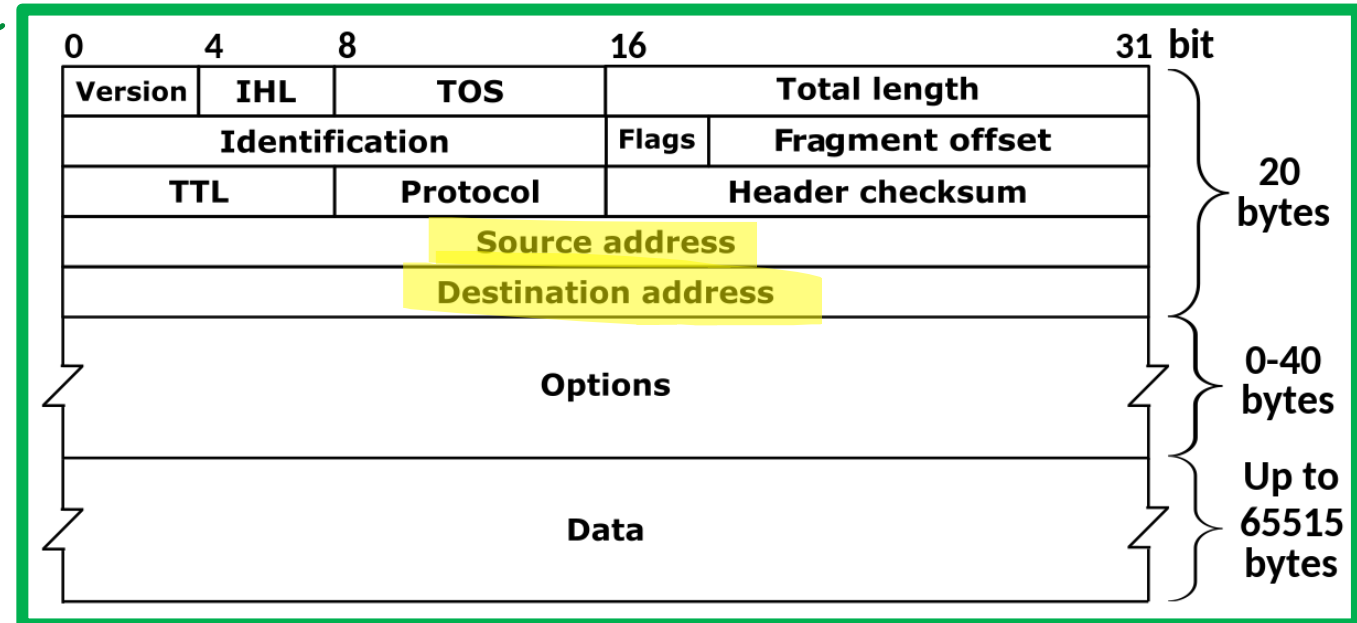 0 4 8 16 31 bit
Version IHL TOS Total length
Identification Flags Fragment offset
TTL Protocol Header checksum
Source address
Destination address
20
bytes
Options
0-40
bytes
Data
Up to
65515
bytes